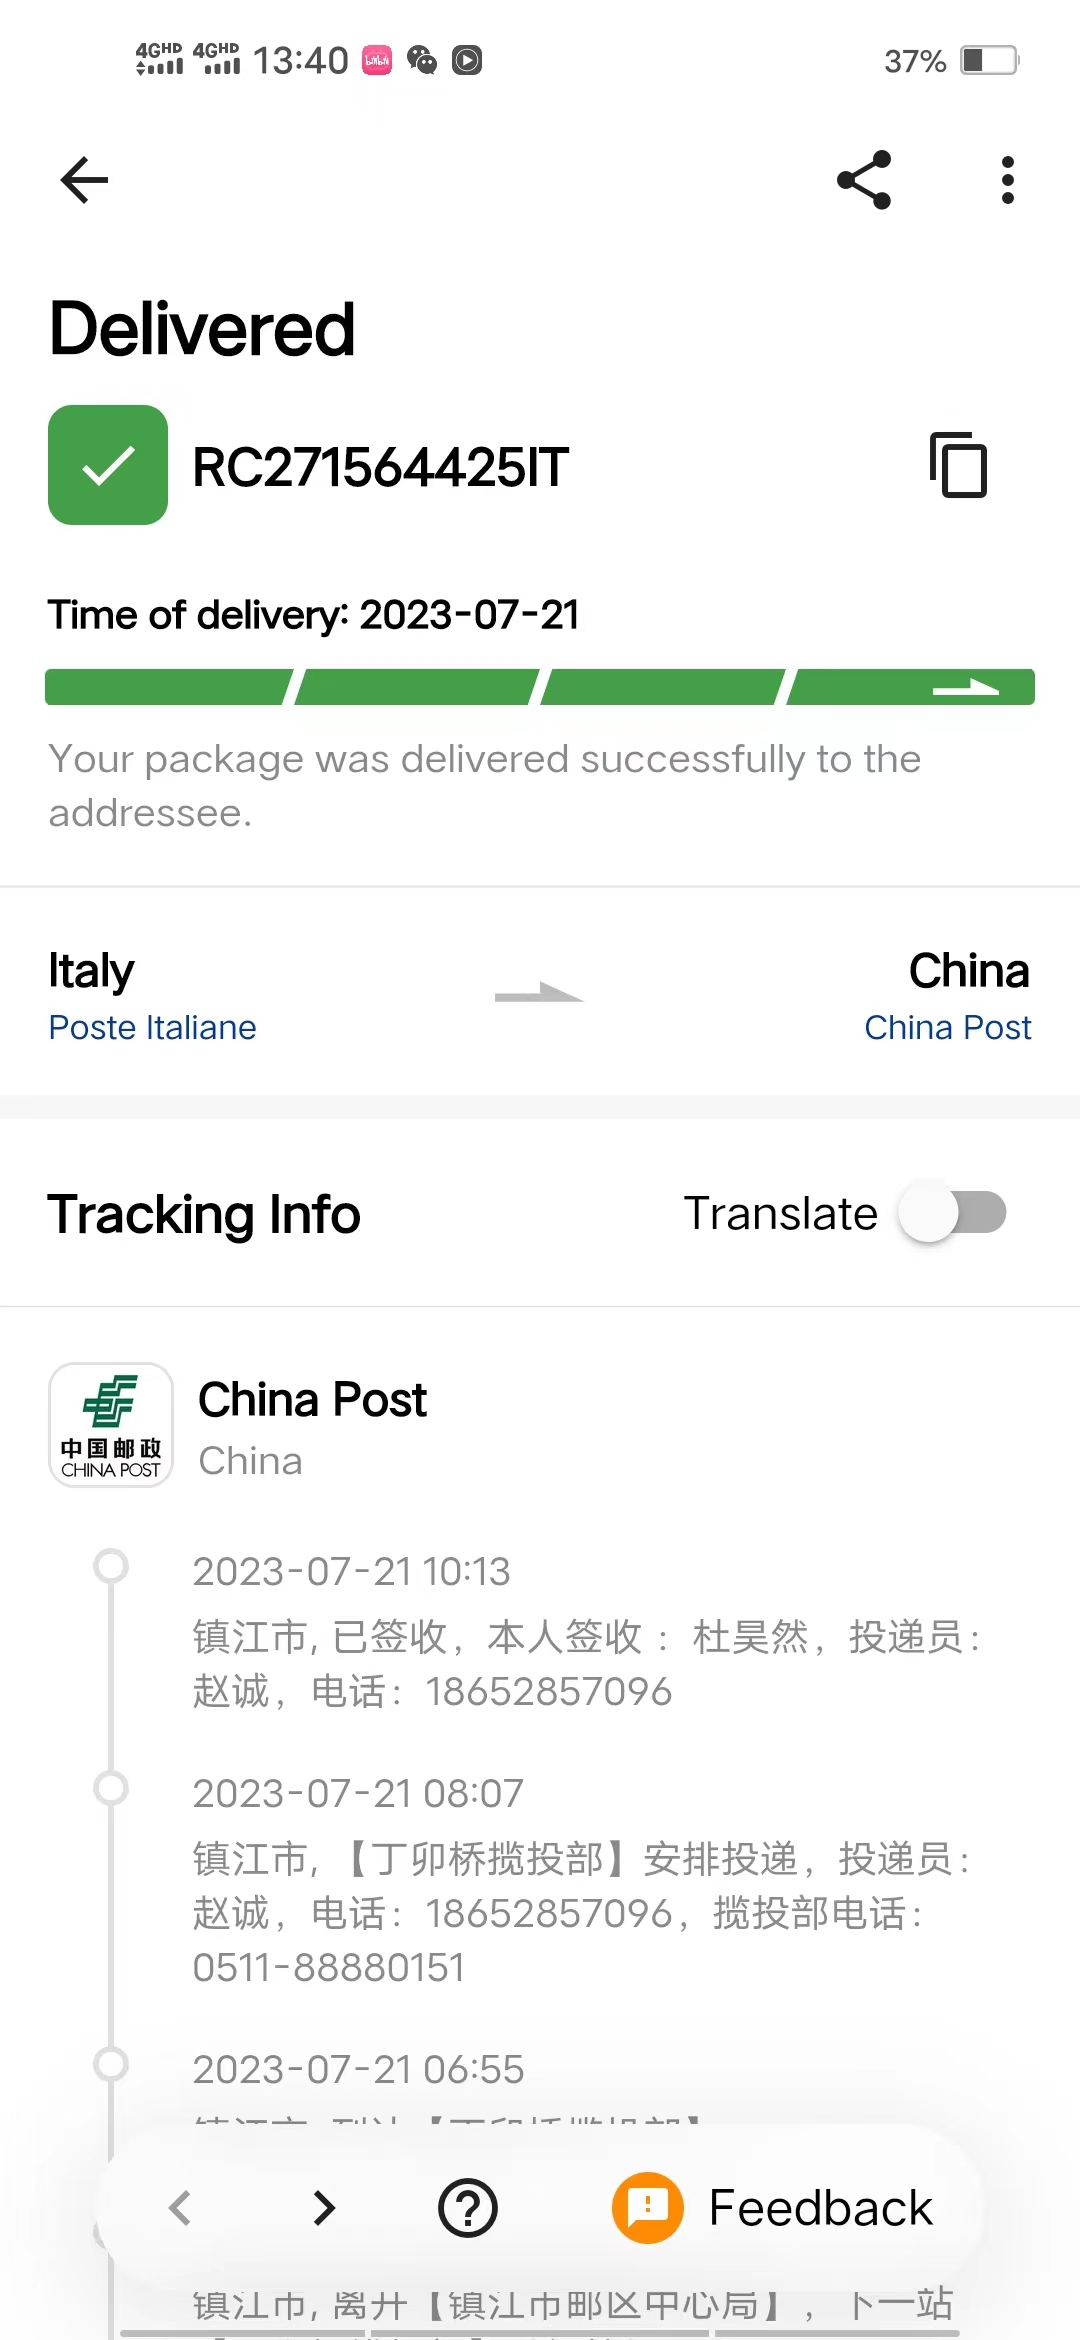 4GHD 4GHD 13:40 37%
Delivered
RC271564425IT
Time of delivery: 2023-07-21
Your package was delivered successfully to the
addressee.
Italy China
Poste Italiane China Post
Tracking Info Translate
中国邮政
CHINA POST
China Post
China
2023-07-21 10:13
镇江市, 已签收，本人签收 ：杜昊然，投递员：
赵诚，电话：18652857096
2023-07-21 08:07
镇江市, 【丁卯桥揽投部】安排投递，投递员：
赵诚，电话：18652857096，揽投部电话：
0511-88880151
2023-07-21 06:55
Feedback
镇江市, 离开【镇江市邮区中心局】，下一站